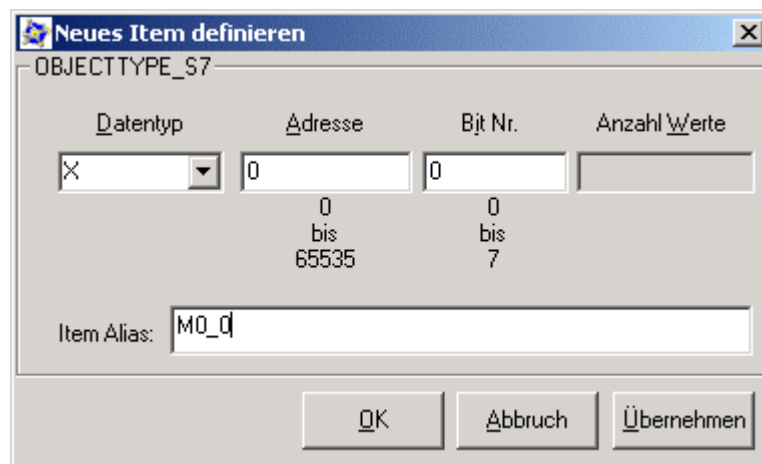 Neues Item definieren
OBJECTTYPE_S7
Datentyp Adresse Bit Nr. Anzahl Werte
X 0 0
0 0
bis bis
65535 7
Item Alias: M0_0
OK Abbruch Übernehmen